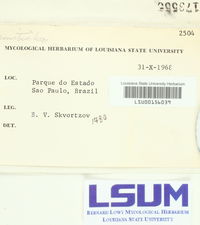 2504
MYCOLOGICAL HERBARIUM OF LOUISIANA STATE UNIVERSITY
31-X-1968
LOC. Parque do Estado
Sao Paulo, Brazil
Louisiana State University Herbarium
LSU00156039
LEG. B. V. Skvortzov
DET.
LSUM
BERNARD LOWY MYCOLOGICAL HERBARIUM
LOUISIANA STATE UNIVERSITY